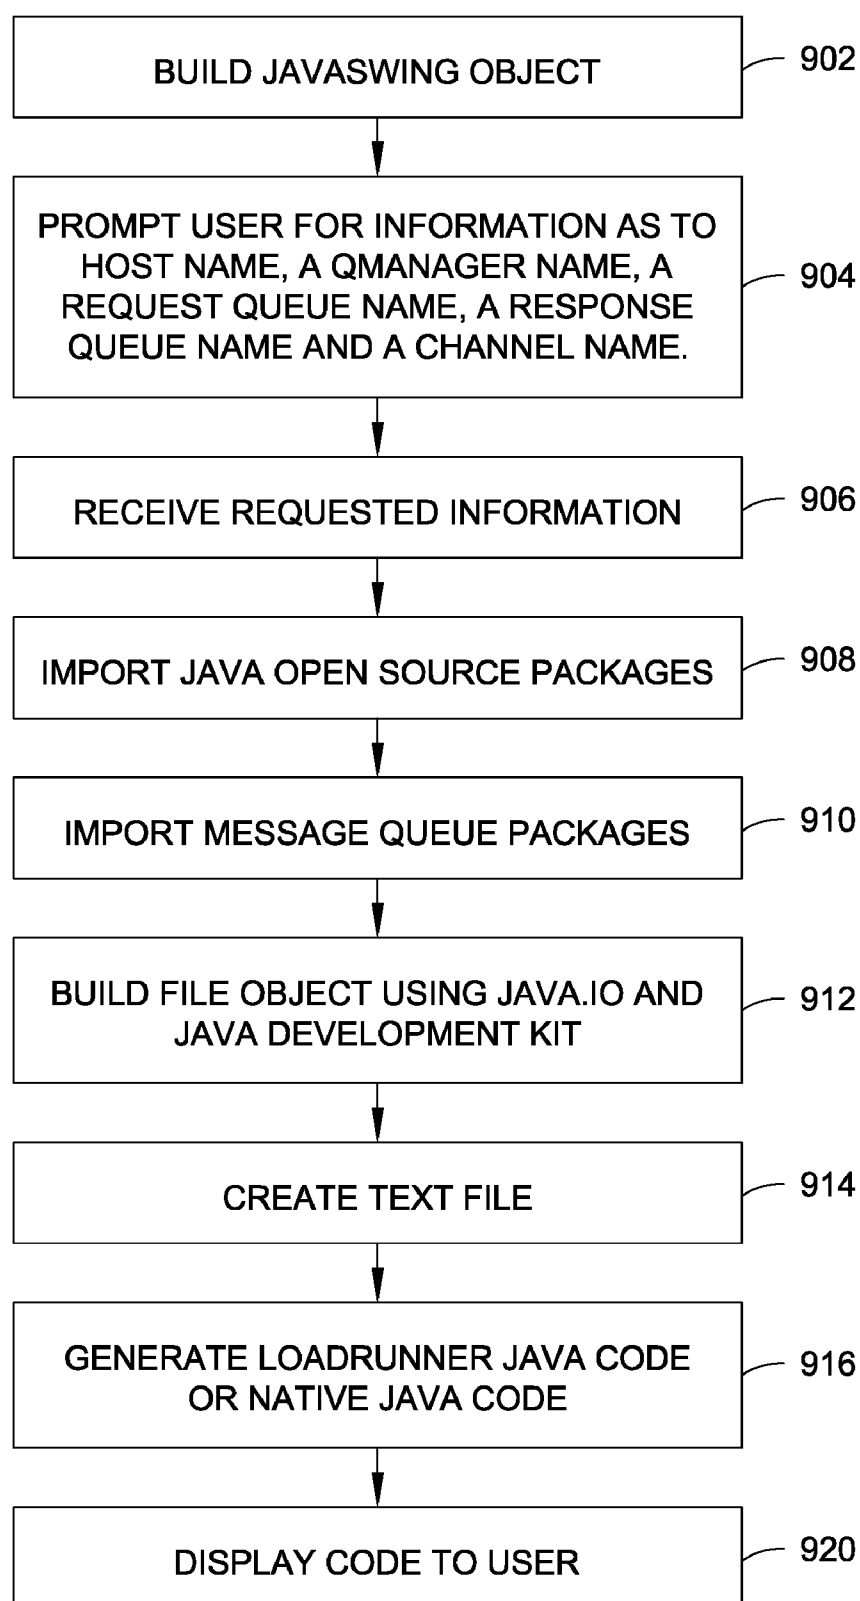 BUILD JAVASWING OBJECT
902
PROMPT USER FOR INFORMATION AS TO
HOST NAME, A QMANAGER NAME, A
REQUEST QUEUE NAME, A RESPONSE
QUEUE NAME AND A CHANNEL NAME.
904
RECEIVE REQUESTED INFORMATION
906
IMPORT JAVA OPEN SOURCE PACKAGES
908
IMPORT MESSAGE QUEUE PACKAGES
910
BUILD FILE OBJECT USING JAVA.IO AND
JAVA DEVELOPMENT KIT
912
CREATE TEXT FILE
914
GENERATE LOADRUNNER JAVA CODE
OR NATIVE JAVA CODE
916
DISPLAY CODE TO USER
920